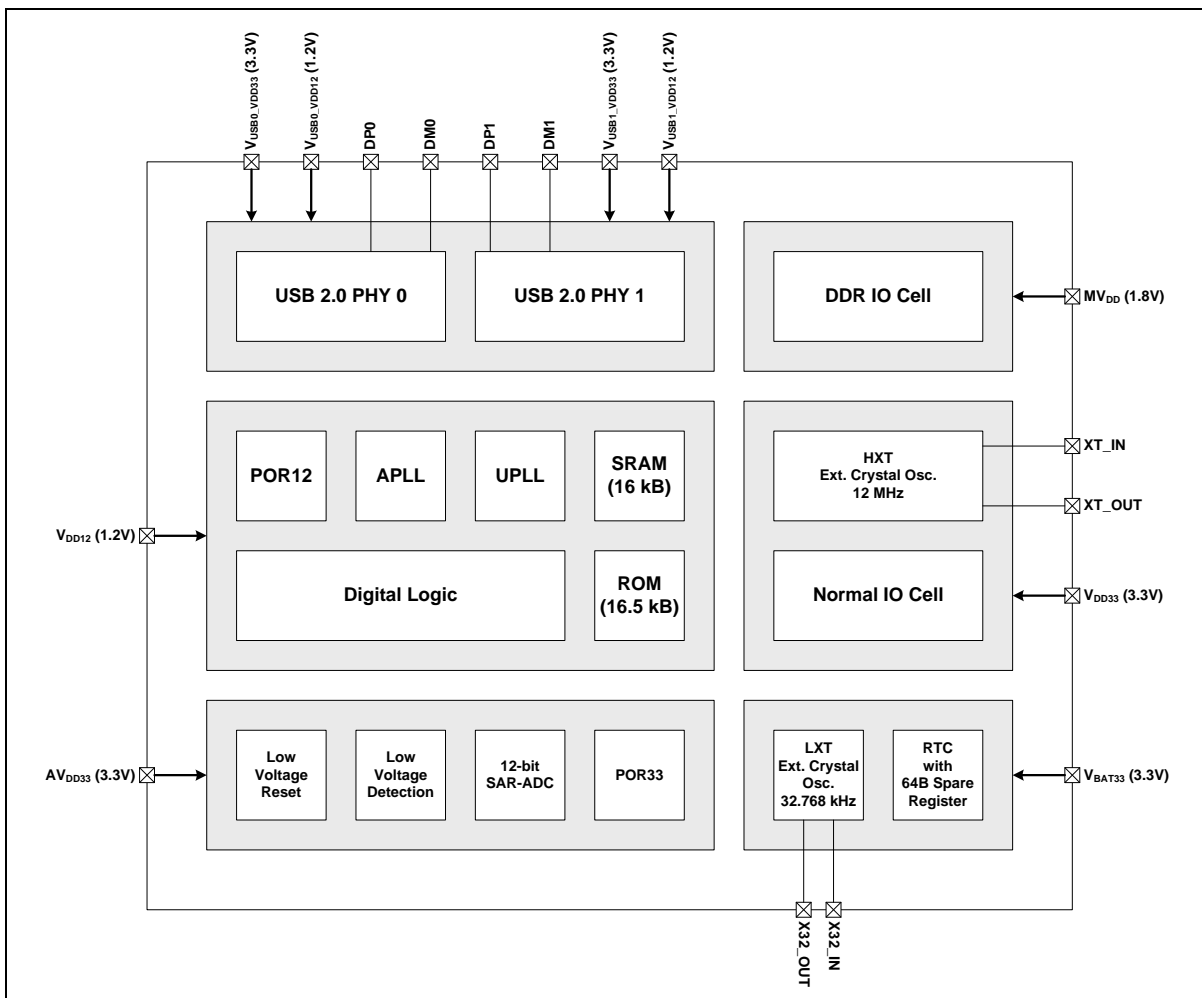 VUSB0_VDD33 (3.3V)
VUSB0_VDD12 (1.2V)
DP0
DM0
DP1
DM1
VUSB1_VDD33 (3.3V)
VUSB1_VDD12 (1.2V)
USB 2.0 PHY 0
USB 2.0 PHY 1
DDR IO Cell
MVDD (1.8V)
POR12
APLL
UPLL
SRAM
(16 kB)
HXT
Ext. Crystal Osc.
12 MHz
XT_IN
XT_OUT
VDD12 (1.2V)
Digital Logic
ROM
(16.5 kB)
Normal IO Cell
VDD33 (3.3V)
AVDD33 (3.3V)
Low
Voltage
Reset
Low
Voltage
Detection
12-bit
SAR-ADC
POR33
LXT
Ext. Crystal
Osc.
32.768 kHz
RTC
with
64B Spare
Register
VBAT33 (3.3V)
X32_OUT
X32_IN